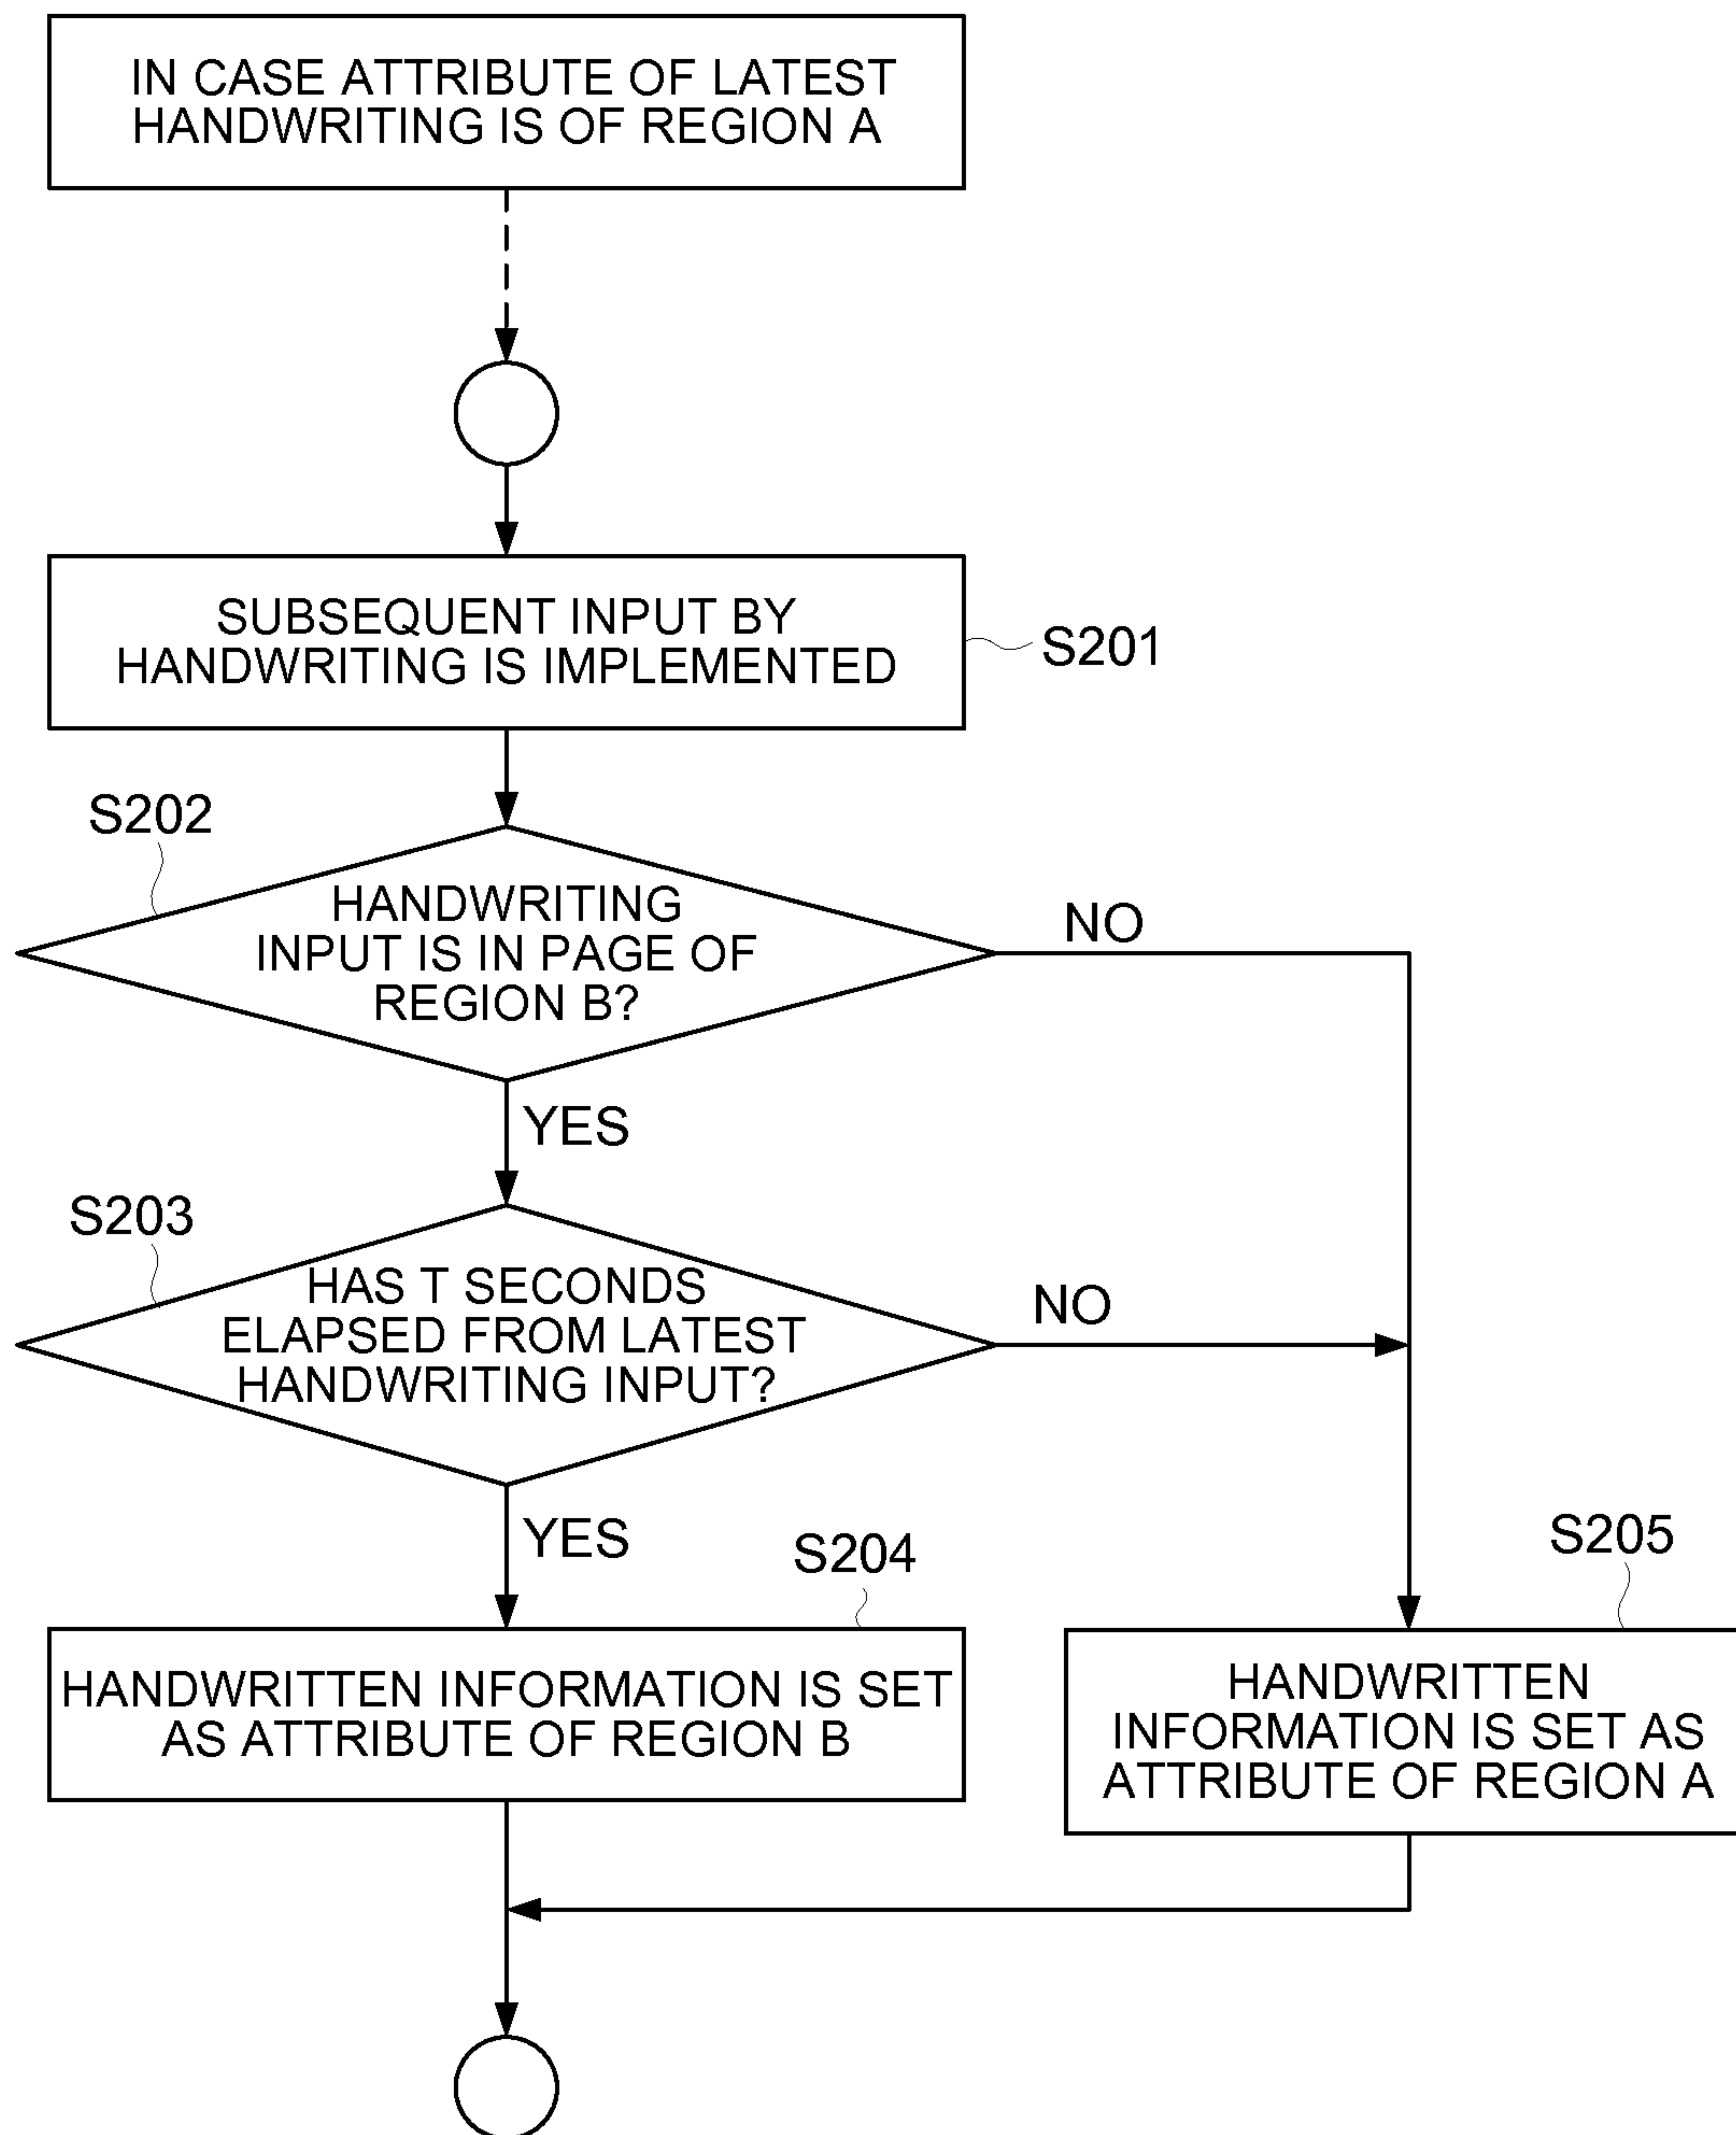 IN CASE ATTRIBUTE OF LATEST
HANDWRITING IS OF REGION A
SUBSEQUENT INPUT BY
HANDWRITING IS IMPLEMENTED
S201
S202
HANDWRITING
INPUT IS IN PAGE OF
REGION B?
NO
YES
S203
HAS T SECONDS
ELAPSED FROM LATEST
HANDWRITING INPUT?
NO
YES
S204
S205
HANDWRITTEN INFORMATION IS SET
AS ATTRIBUTE OF REGION B
HANDWRITTEN
INFORMATION IS SET AS
ATTRIBUTE OF REGION A